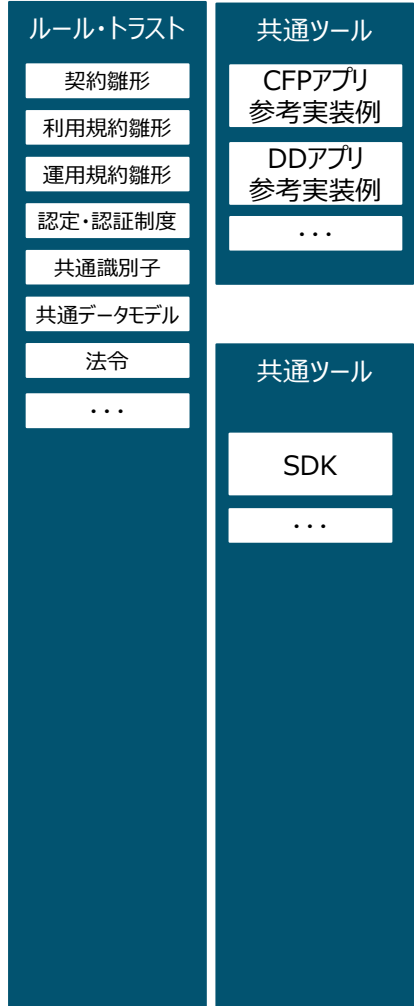 ルール・トラスト
契約雛形
利用規約雛形
運用規約雛形
認定・認証制度
共通識別子
共通データモデル
法令
・・・
共通ツール
CFPアプリ
参考実装例
DDアプリ
参考実装例
・・・
共通ツール
SDK
・・・